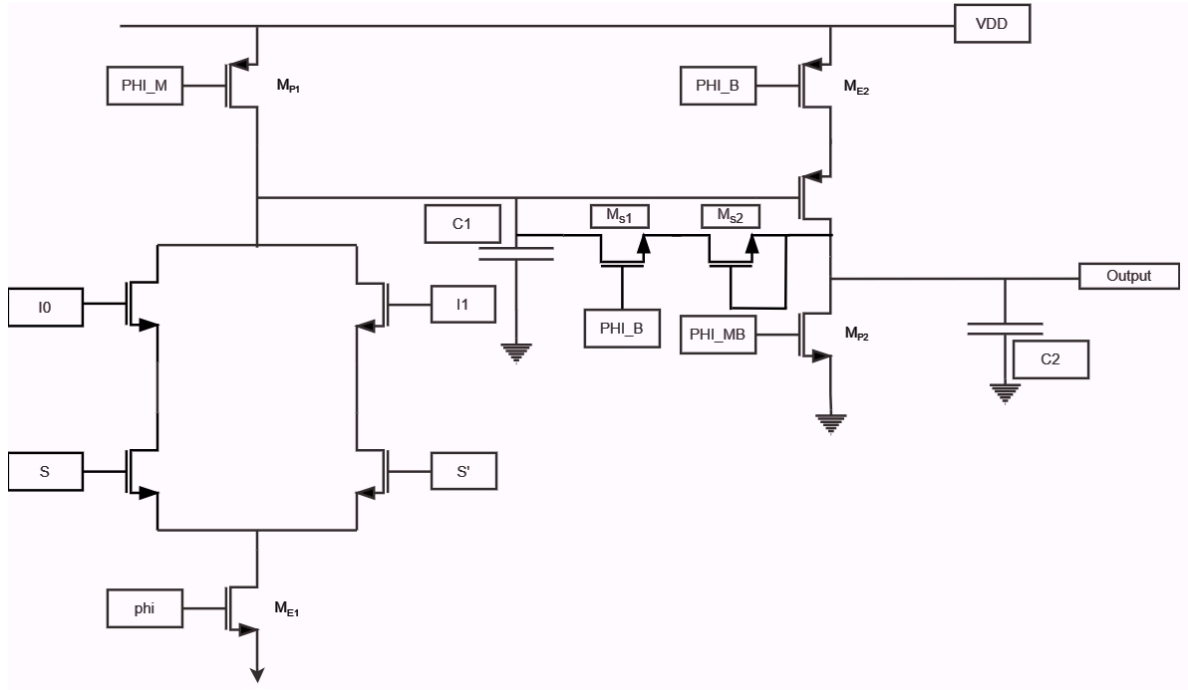 VDD
PHI_M
MP1
PHI_B
ME2
C1
Ms1
Ms2
I0
I1
PHI_B
PHI_MB
MP2
Output
C2
S
S'
phi
ME1